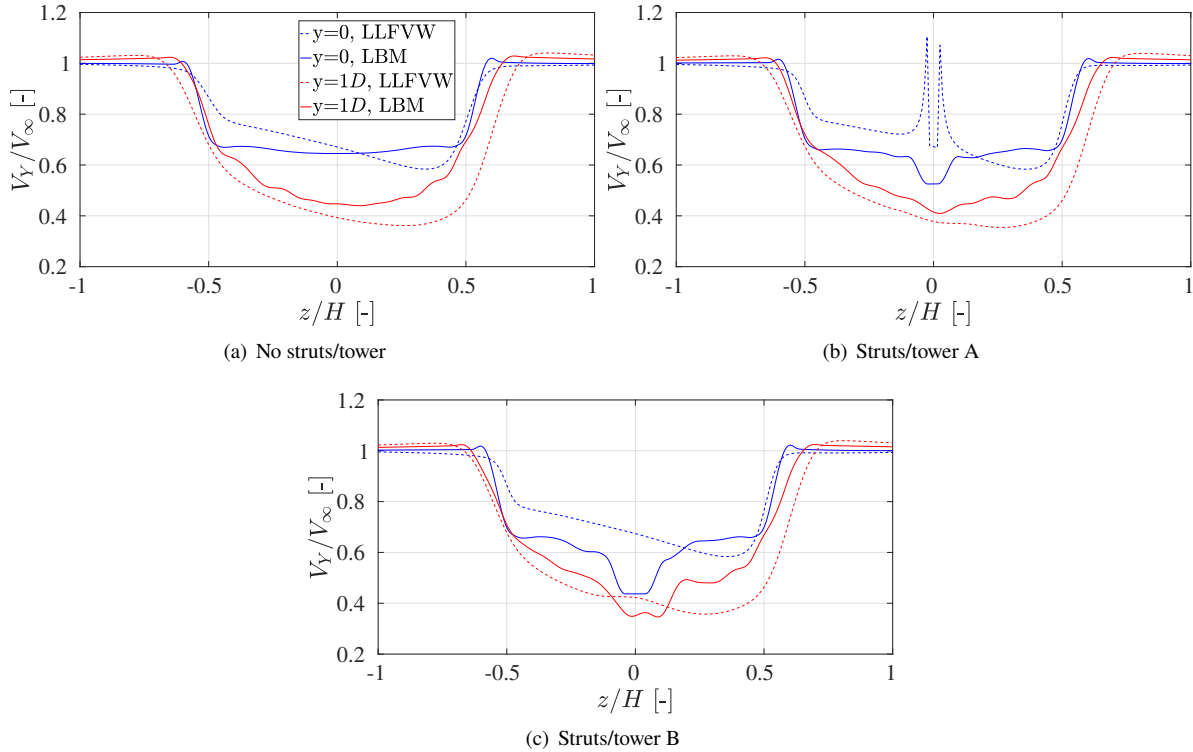 1.2
1
0.8
0.6
0.4
0.2
V_Y/V_∞ [-]
y=0, LLFVW
y=0, LBM
y=1D, LLFVW
y=1D, LBM
-1 -0.5 0 0.5 1
z/H [-]
(a) No struts/tower
1.2
1
0.8
0.6
0.4
0.2
V_Y/V_∞ [-]
-1 -0.5 0 0.5 1
z/H [-]
(b) Struts/tower A
1.2
1
0.8
0.6
0.4
0.2
V_Y/V_∞ [-]
-1 -0.5 0 0.5 1
z/H [-]
(c) Struts/tower B